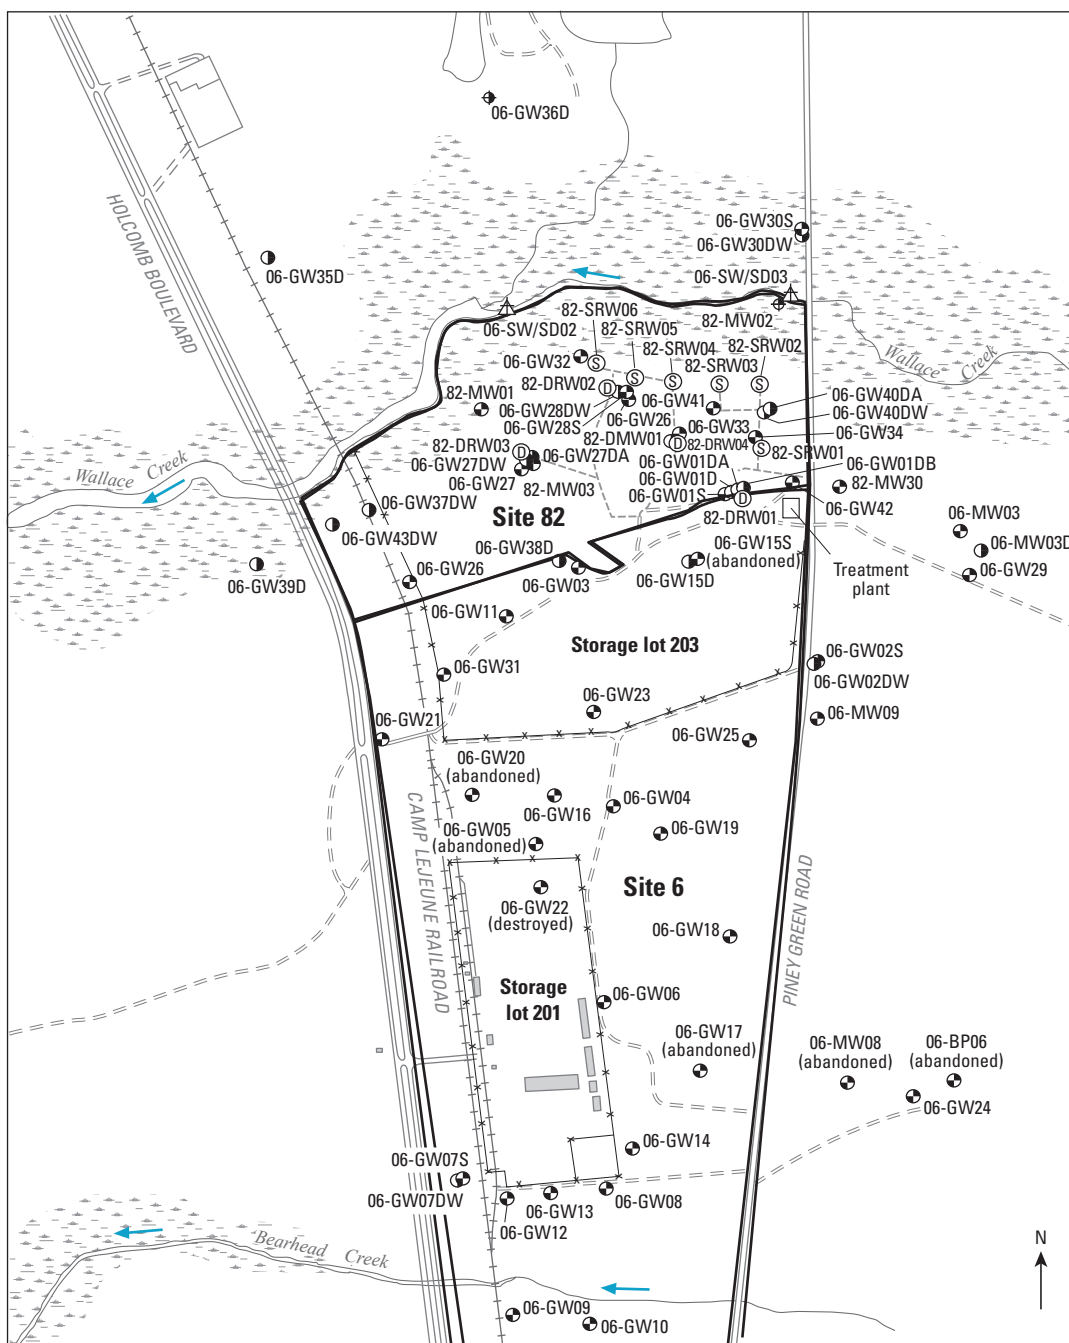 06-GW36D
HOLCOMB BOULEVARD
06-GW30S
06-GW30DW
06-GW35D
06-SW/SD03
82-SRW06
82-MW02
06-SW/SD02
82-SRW05
82-SRW02
82-SRW04
82-SRW03
06-GW32
Wallace
Creek
82-DRW02
82-MW01
06-GW41
06-GW40DA
06-GW28DW
06-GW40DW
06-GW26
06-GW28S
06-GW33
06-GW34
82-DMW01
82-DRW04
82-DRW03
06-GW27DA
82-SRW01
06-GW01DA
06-GW01DB
06-GW27DW
06-GW01D
Wallace
Creek
06-GW27
82-MW03
06-GW01S
82-MW30
06-GW37DW
Site 82
82-DRW01
06-GW42
06-MW03
06-GW43DW
06-GW15S
(abandoned)
06-MW03D
06-GW38D
06-GW39D
06-GW26
06-GW03
06-GW15D
Treatment
plant
06-GW29
06-GW11
Storage lot 203
06-GW31
06-GW02S
06-GW02DW
06-GW23
06-GW21
06-GW25
06-MW09
06-GW20
(abandoned)
CAMP LEJEUNE RAILROAD
06-GW16
06-GW04
06-GW05
(abandoned)
06-GW19
06-GW22
(destroyed)
Site 6
PINEY GREEN ROAD
06-GW18
Storage
lot 201
06-GW06
06-GW17
(abandoned)
06-MW08
(abandoned)
06-BP06
(abandoned)
06-GW24
06-GW14
06-GW07S
06-GW07DW
06-GW13
06-GW08
06-GW12
Bearhead
Creek
N
06-GW09
06-GW10
S
S
S
S
S
D
D
D
S
D